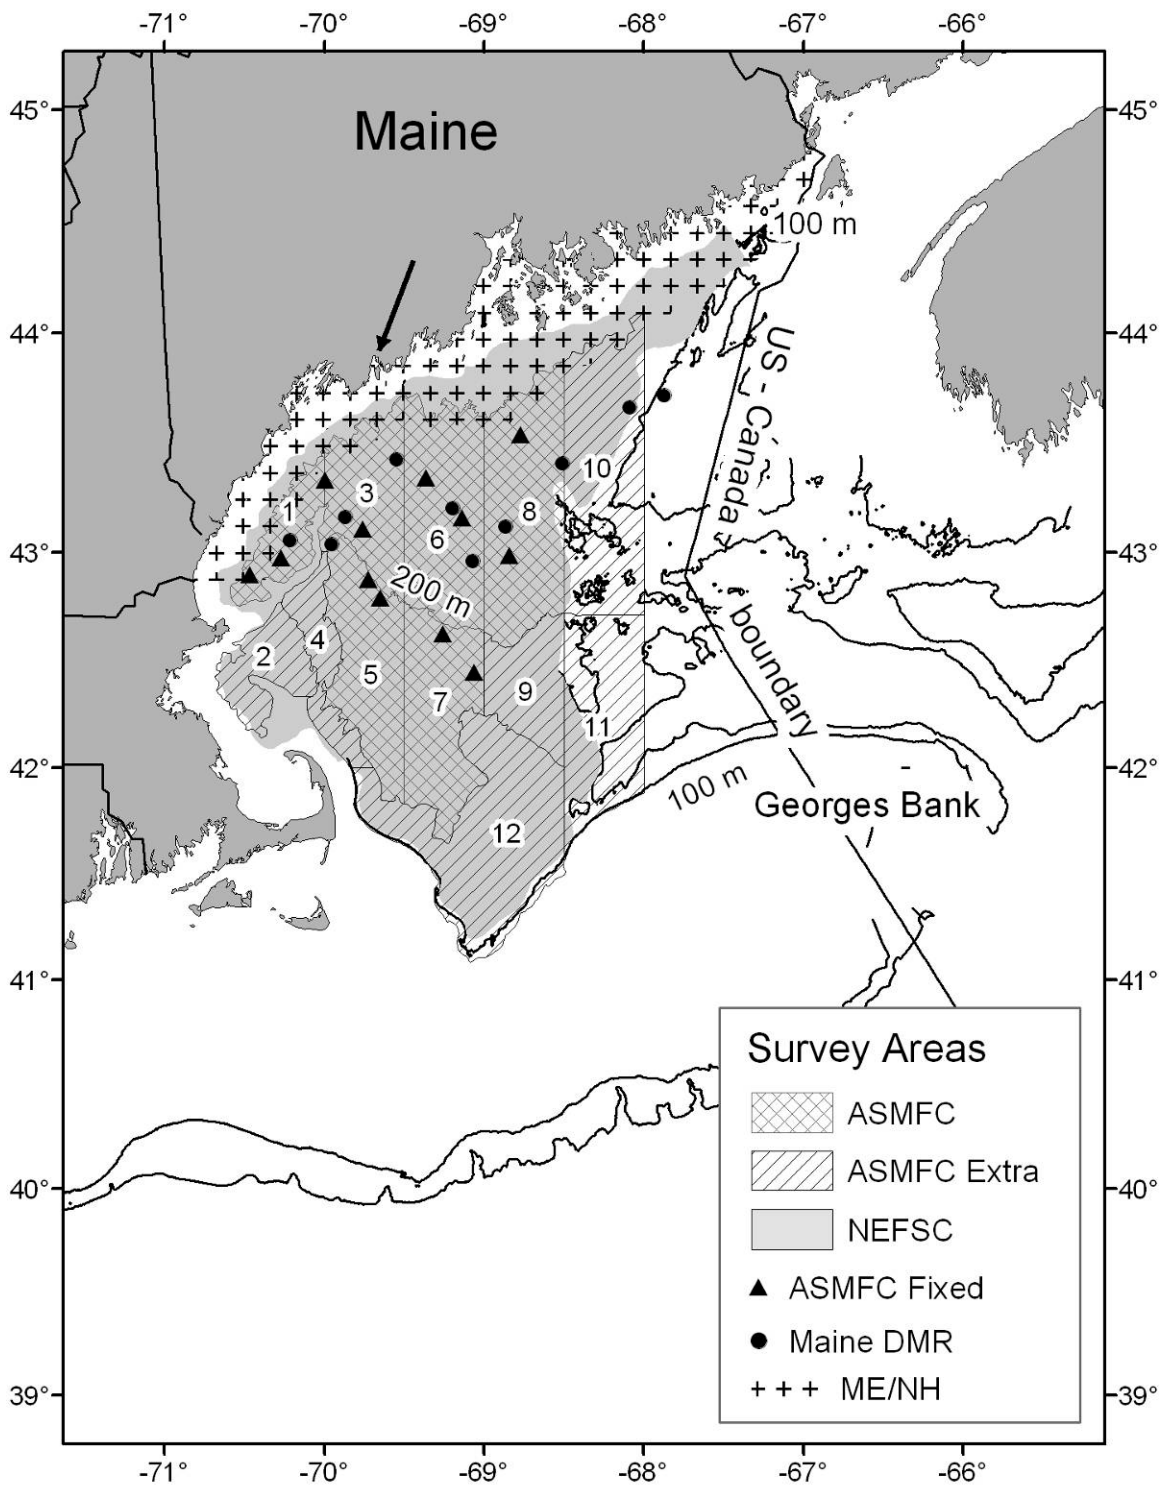 -71° -70° -69° -68° -67° -66°
45° 45°
Maine
100 m
44° 44°
US - Canada
boundary
10
3
1
8
6
43° 43°
200 m
4
2
5
9
7
11
42° 42°
100 m
Georges Bank
12
41° 41°
Survey Areas
ASMFC
ASMFC Extra
40° 40°
NEFSC
ASMFC Fixed
Maine DMR
ME/NH
39° 39°
-71° -70° -69° -68° -67° -66°